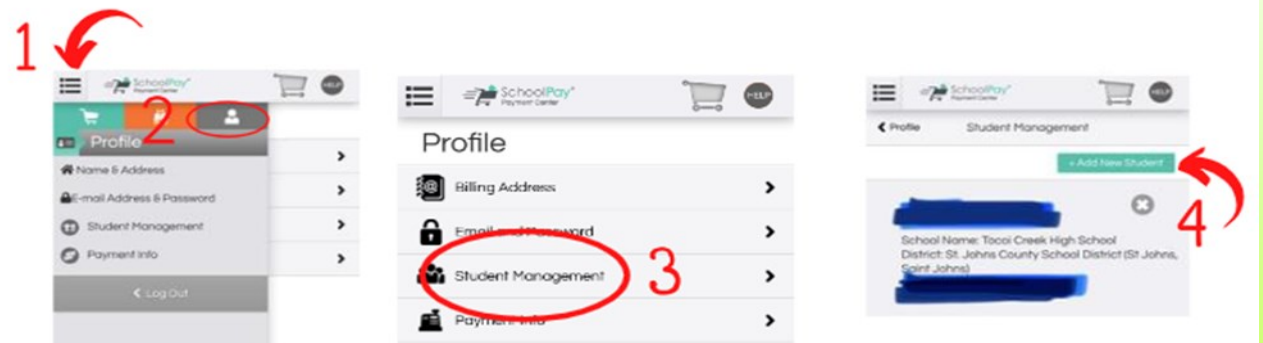 1
SchoolPay
Payment Center
HELP
2
Profile
Name & Address
E-mail Address & Password
Student Management
Payment Info
Log Out
SchoolPay
Payment Center
HELP
Profile
Billing Address
Email and Password
Student Management
3
Payment Info
SchoolPay
Payment Center
HELP
Profile Student Management
+ Add New Student
4
School Name: Tocoi Creek High School
District: St. Johns County School District (St Johns,
Saint Johns)